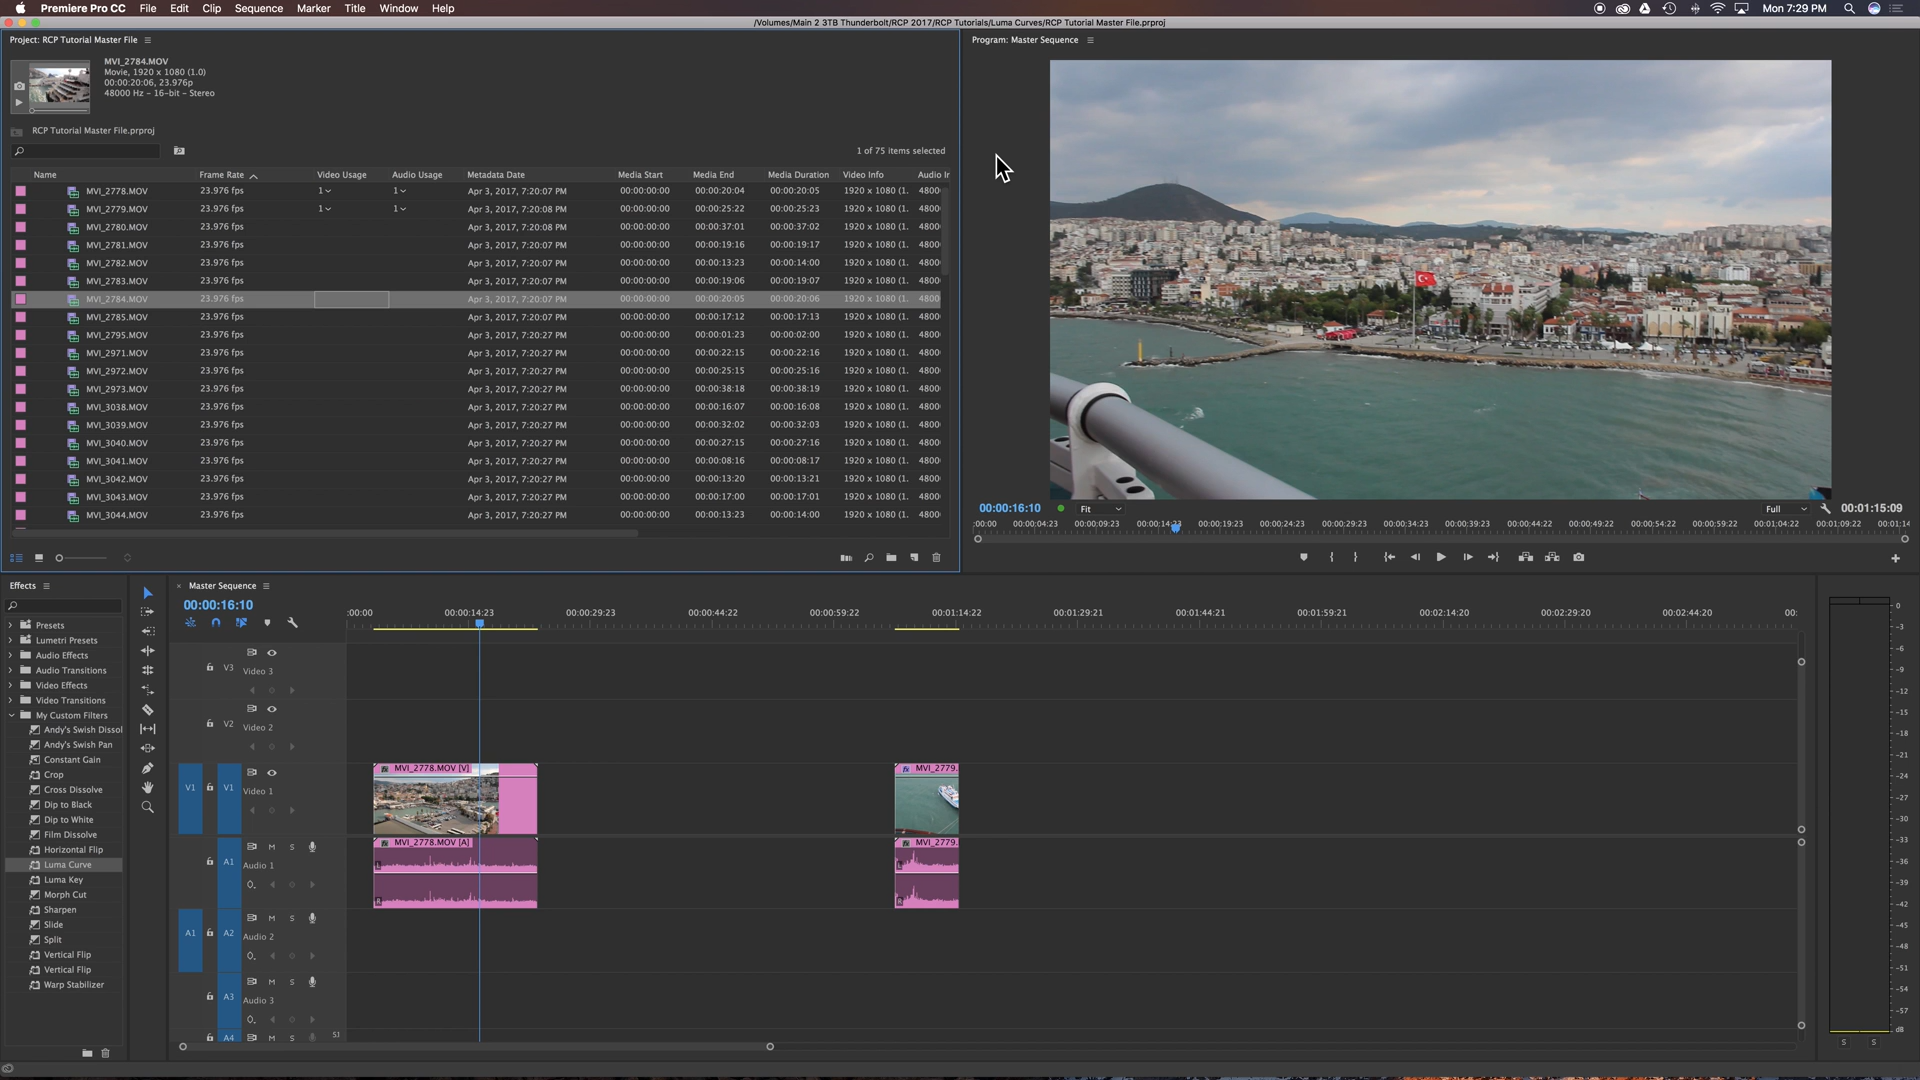 Premiere Pro CC File Edit Clip Sequence Marker Title Window Help Mon 7:29 PM
/Volumes/Main 2 3TB Thunderbolt/RCP 2017/RCP Tutorials/Luma Curves/RCP Tutorial Master File.prproj
Project: RCP Tutorial Master File
MVI_2784.MOV
Movie, 1920 x 1080 (1.0)
00:00:20:06, 23.976p
48000 Hz - 16-bit - Stereo
RCP Tutorial Master File.prproj
1 of 75 items selected
Name Frame Rate Video Usage Audio Usage Metadata Date Media Start Media End Media Duration Video Info Audio Ir
MVI_2778.MOV 23.976 fps 1 1 Apr 3, 2017, 7:20:07 PM 00:00:00:00 00:00:20:04 00:00:20:05 1920 x 1080 (1. 4800
MVI_2779.MOV 23.976 fps 1 1 Apr 3, 2017, 7:20:08 PM 00:00:00:00 00:00:25:22 00:00:25:23 1920 x 1080 (1. 4800
MVI_2780.MOV 23.976 fps Apr 3, 2017, 7:20:08 PM 00:00:00:00 00:00:37:01 00:00:37:02 1920 x 1080 (1. 4800
MVI_2781.MOV 23.976 fps Apr 3, 2017, 7:20:07 PM 00:00:00:00 00:00:19:16 00:00:19:17 1920 x 1080 (1. 4800
MVI_2782.MOV 23.976 fps Apr 3, 2017, 7:20:07 PM 00:00:00:00 00:00:13:23 00:00:14:00 1920 x 1080 (1. 4800
MVI_2783.MOV 23.976 fps Apr 3, 2017, 7:20:07 PM 00:00:00:00 00:00:19:06 00:00:19:07 1920 x 1080 (1. 4800
MVI_2784.MOV 23.976 fps Apr 3, 2017, 7:20:07 PM 00:00:00:00 00:00:20:05 00:00:20:06 1920 x 1080 (1. 4800
MVI_2785.MOV 23.976 fps Apr 3, 2017, 7:20:07 PM 00:00:00:00 00:00:17:12 00:00:17:13 1920 x 1080 (1. 4800
MVI_2795.MOV 23.976 fps Apr 3, 2017, 7:20:27 PM 00:00:00:00 00:00:01:23 00:00:02:00 1920 x 1080 (1. 4800
MVI_2971.MOV 23.976 fps Apr 3, 2017, 7:20:27 PM 00:00:00:00 00:00:22:15 00:00:22:16 1920 x 1080 (1. 4800
MVI_2972.MOV 23.976 fps Apr 3, 2017, 7:20:27 PM 00:00:00:00 00:00:25:15 00:00:25:16 1920 x 1080 (1. 4800
MVI_2973.MOV 23.976 fps Apr 3, 2017, 7:20:27 PM 00:00:00:00 00:00:38:18 00:00:38:19 1920 x 1080 (1. 4800
MVI_3038.MOV 23.976 fps Apr 3, 2017, 7:20:27 PM 00:00:00:00 00:00:16:07 00:00:16:08 1920 x 1080 (1. 4800
MVI_3039.MOV 23.976 fps Apr 3, 2017, 7:20:27 PM 00:00:00:00 00:00:32:02 00:00:32:03 1920 x 1080 (1. 4800
MVI_3040.MOV 23.976 fps Apr 3, 2017, 7:20:27 PM 00:00:00:00 00:00:27:15 00:00:27:16 1920 x 1080 (1. 4800
MVI_3041.MOV 23.976 fps Apr 3, 2017, 7:20:27 PM 00:00:00:00 00:00:08:16 00:00:08:17 1920 x 1080 (1. 4800
MVI_3042.MOV 23.976 fps Apr 3, 2017, 7:20:27 PM 00:00:00:00 00:00:13:20 00:00:13:21 1920 x 1080 (1. 4800
MVI_3043.MOV 23.976 fps Apr 3, 2017, 7:20:27 PM 00:00:00:00 00:00:17:00 00:00:17:01 1920 x 1080 (1. 4800
MVI_3044.MOV 23.976 fps Apr 3, 2017, 7:20:27 PM 00:00:00:00 00:00:13:23 00:00:14:00 1920 x 1080 (1. 4800
Program: Master Sequence
00:00:16:10 Fit Full 00:01:15:09
:00:00 00:00:04:23 00:00:09:23 00:00:14:23 00:00:19:23 00:00:24:23 00:00:29:23 00:00:34:23 00:00:39:23 00:00:44:22 00:00:49:22 00:00:54:22 00:00:59:22 00:01:04:22 00:01:09:22 00:01:14
Effects
Presets
Lumetri Presets
Audio Effects
Audio Transitions
Video Effects
Video Transitions
My Custom Filters
Andy's Swish Dissol
Andy's Swish Pan
Constant Gain
Crop
Cross Dissolve
Dip to Black
Dip to White
Film Dissolve
Horizontal Flip
Luma Curve
Luma Key
Morph Cut
Sharpen
Slide
Split
Vertical Flip
Vertical Flip
Warp Stabilizer
Master Sequence
00:00:16:10
:00:00 00:00:14:23 00:00:29:23 00:00:44:22 00:00:59:22 00:01:14:22 00:01:29:21 00:01:44:21 00:01:59:21 00:02:14:20 00:02:29:20 00:02:44:20 00:
V3 Video 3
V2 Video 2
V1 V1 Video 1
MVI_2778.MOV [V] MVI_2779.
A1 M S Audio 1
MVI_2778.MOV [A] MVI_2779.
L L
R R
A1 A2 M S Audio 2
A3 M S Audio 3
A4 M S 51
0
-3
-6
-9
-12
-15
-18
-21
-24
-27
-30
-33
-36
-39
-42
-45
-48
-51
-54
-57
dB
S S